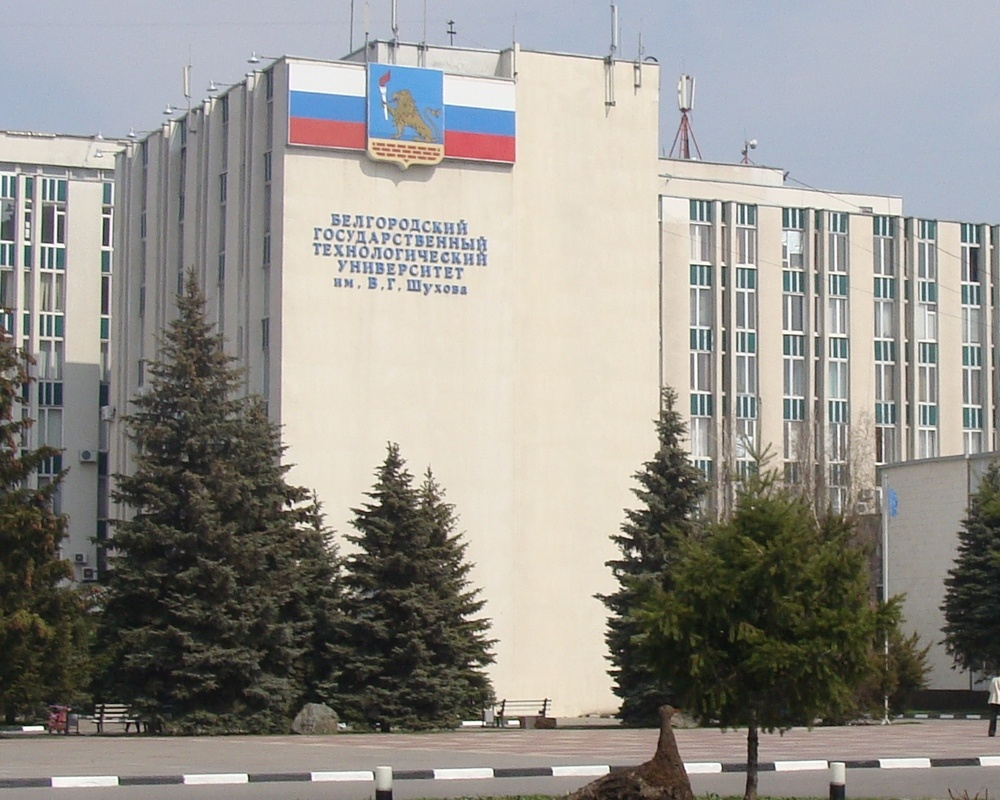 БЕЛГОРОДСКИЙ
ГОСУДАРСТВЕННЫЙ
ТЕХНОЛОГИЧЕСКИЙ
УНИВЕРСИТЕТ
им. В.Г. Шухова